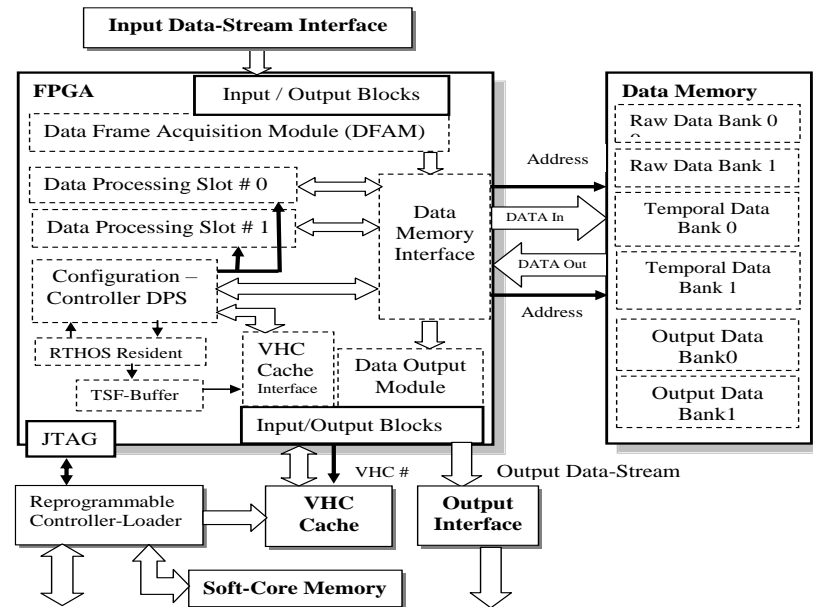 Input Data-Stream Interface
FPGA
Input / Output Blocks
Data Frame Acquisition Module (DFAM)
Data Processing Slot # 0
Data Processing Slot # 1
Configuration –
Controller DPS
RTHOS Resident
TSF-Buffer
VHC
Cache
Interface
Data
Memory
Interface
Data Output
Module
Input/Output Blocks
JTAG
Address
DATA In
DATA Out
Address
Data Memory
Raw Data Bank 0
Raw Data Bank 1
Temporal Data
Bank 0
Temporal Data
Bank 1
Output Data
Bank0
Output Data
Bank1
VHC #
Output Data-Stream
Reprogrammable
Controller-Loader
VHC
Cache
Output
Interface
Soft-Core Memory